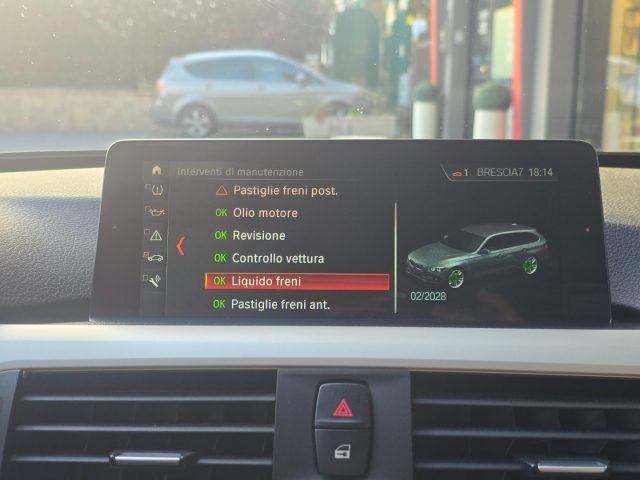 Interventi di manutenzione
1 BRESCIA7 18:14
Pastiglie freni post.
OK Olio motore
OK Revisione
OK Controllo vettura
OK Liquido freni
OK Pastiglie freni ant.
02/2028